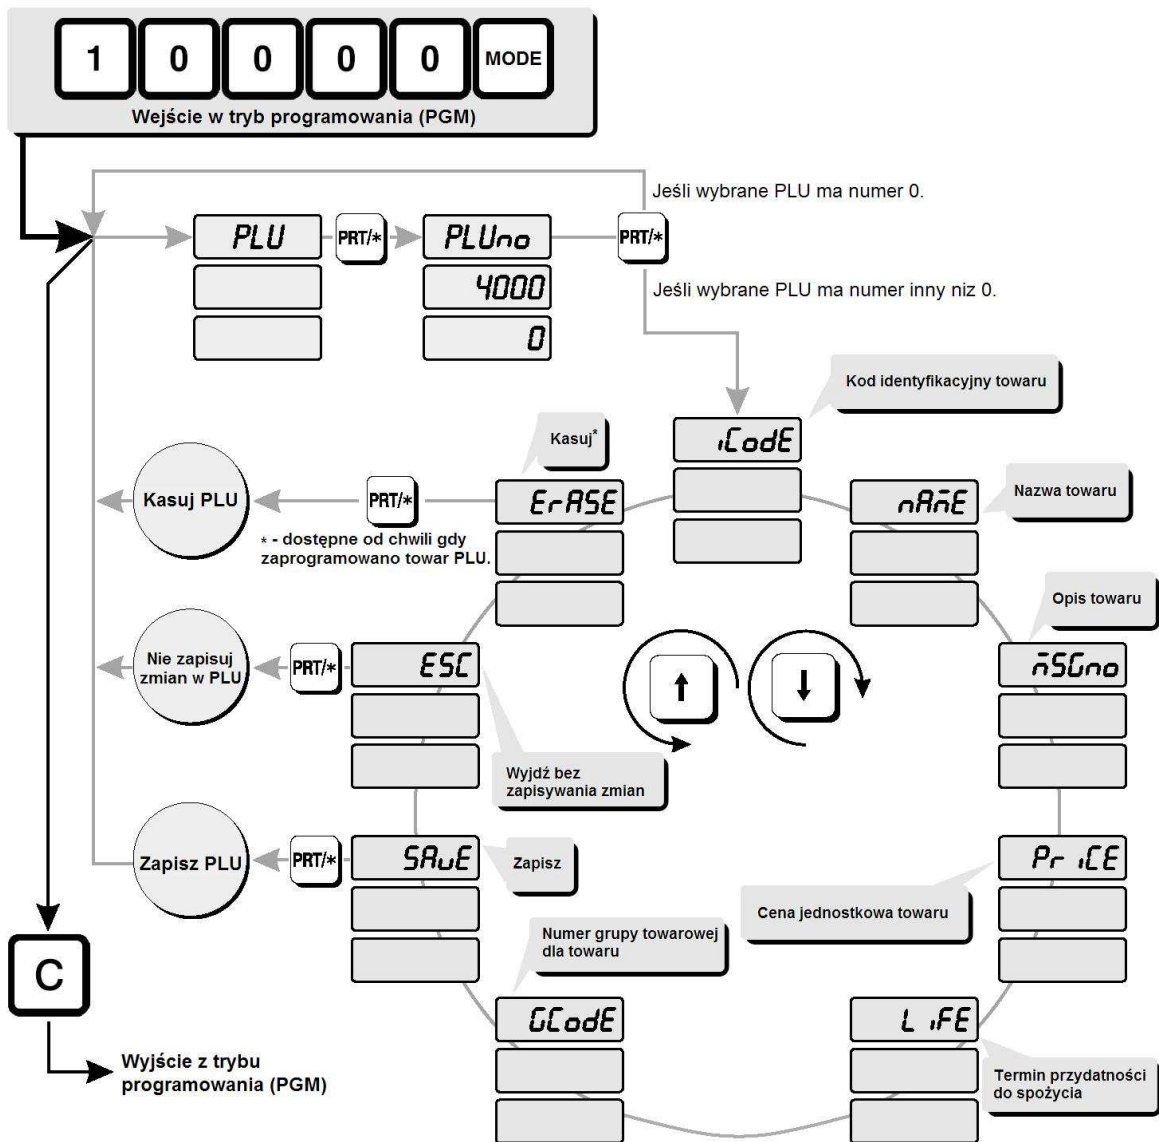 1 0 0 0 0 MODE
Wejście w tryb programowania (PGM)
Jeśli wybrane PLU ma numer 0.
PLU
PRT/*
PLUno
4000
0
PRT/*
Jeśli wybrane PLU ma numer inny niz 0.
Kod identyfikacyjny towaru
iCodE
Kasuj*
ErASE
PRT/*
Kasuj PLU
* - dostępne od chwili gdy
zaprogramowano towar PLU.
nAm̄E
Nazwa towaru
Opis towaru
m̄SGno
ESC
PRT/*
Nie zapisuj
zmian w PLU
↑ ↓
Wyjdź bez
zapisywania zmian
SAvE
PRT/*
Zapisz PLU
Zapisz
PriCE
Cena jednostkowa towaru
Numer grupy towarowej
dla towaru
GCodE
LiFE
Termin przydatności
do spożycia
C
Wyjście z trybu
programowania (PGM)